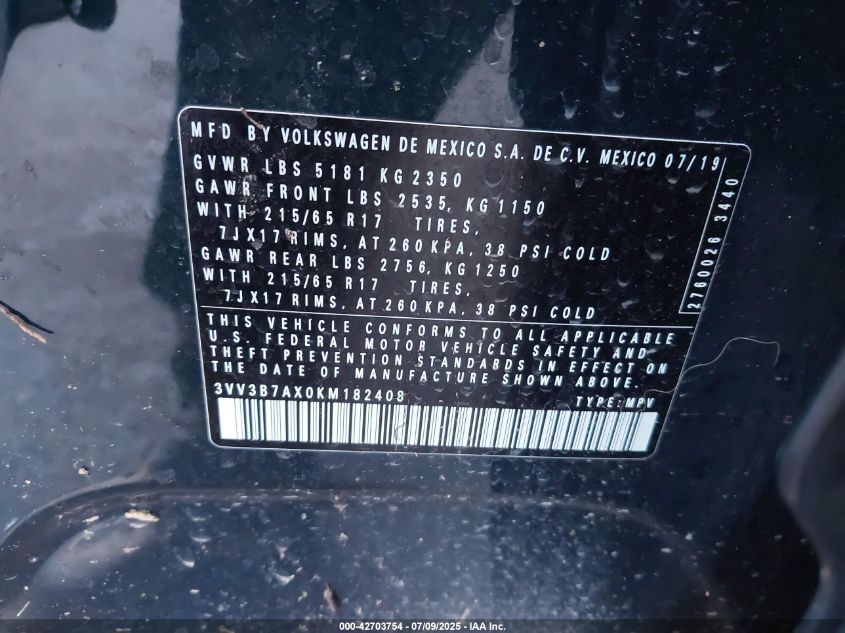 MFD BY VOLKSWAGEN DE MEXICO S.A. DE C.V. MEXICO 07/19
GVWR LBS 5181 KG 2350
GAWR FRONT LBS 2535, KG 1150
WITH 215/65 R17 TIRES,
7JX17 RIMS, AT 260 KPA, 38 PSI COLD
GAWR REAR LBS 2756, KG 1250
WITH 215/65 R17 TIRES,
7JX17 RIMS, AT 260 KPA, 38 PSI COLD
2760026 3440
THIS VEHICLE CONFORMS TO ALL APPLICABLE
U.S. FEDERAL MOTOR VEHICLE SAFETY AND
THEFT PREVENTION STANDARDS IN EFFECT ON
THE DATE OF MANUFACTURE SHOWN ABOVE.
3VV3B7AX0KM182408 TYPE:MPV
000-42703754 - 07/09/2025 - IAA Inc.